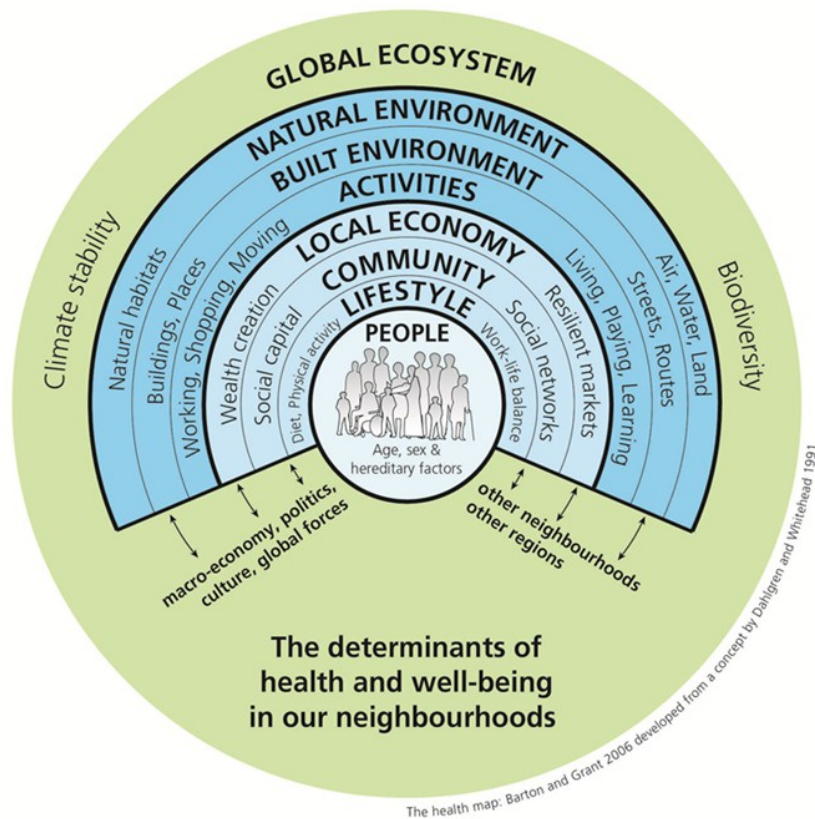 GLOBAL ECOSYSTEM
NATURAL ENVIRONMENT
BUILT ENVIRONMENT
ACTIVITIES
LOCAL ECONOMY
COMMUNITY
LIFESTYLE
PEOPLE
Age, sex &
hereditary factors
Climate stability
Natural habitats
Buildings, Places
Working, Shopping, Moving
Wealth creation
Social capital
Diet, Physical activity
Work-life balance
Social networks
Resilient markets
Living, Playing, Learning
Streets, Routes
Air, Water, Land
Biodiversity
macro-economy, politics,
culture, global forces
other neighbourhoods
other regions
The determinants of
health and well-being
in our neighbourhoods
The health map: Barton and Grant 2006 developed from a concept by Dahlgren and Whitehead 1991